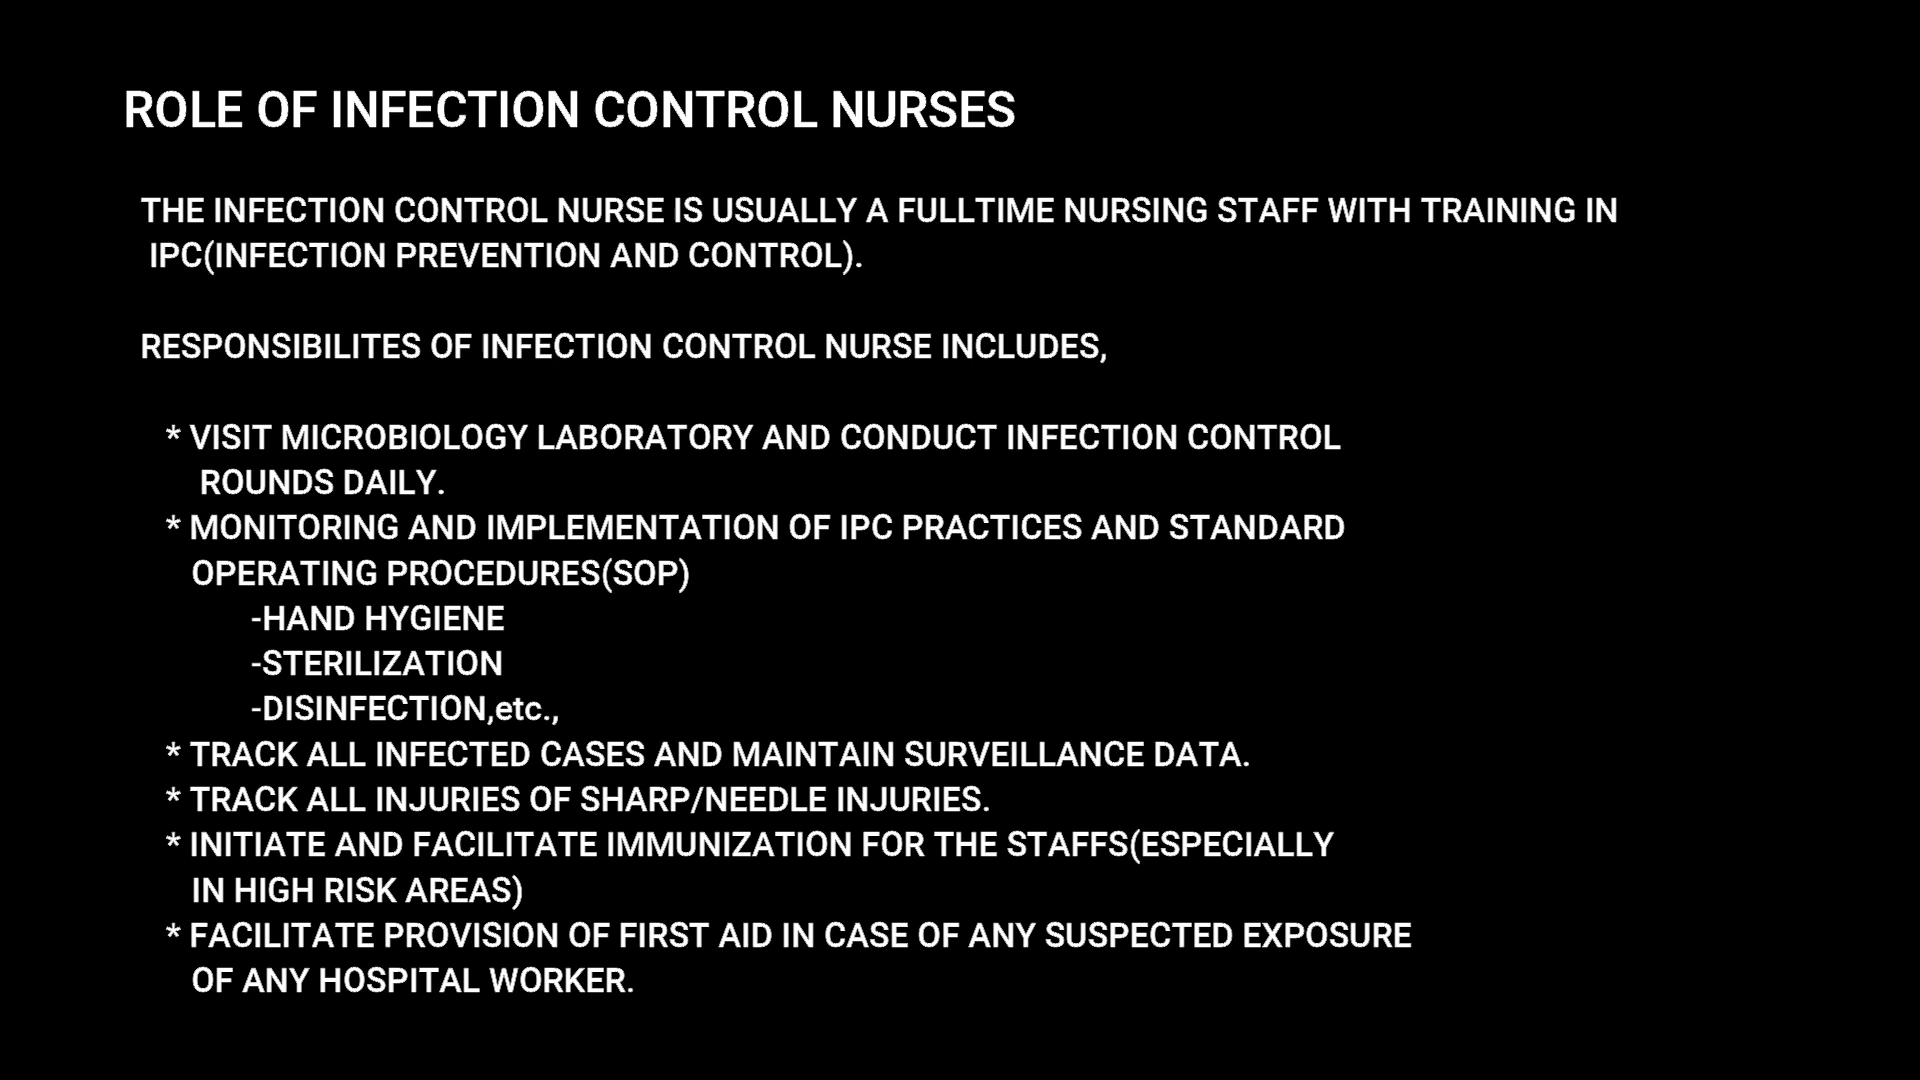 ROLE OF INFECTION CONTROL NURSES
THE INFECTION CONTROL NURSE IS USUALLY A FULLTIME NURSING STAFF WITH TRAINING IN
IPC(INFECTION PREVENTION AND CONTROL).
RESPONSIBILITES OF INFECTION CONTROL NURSE INCLUDES,
* VISIT MICROBIOLOGY LABORATORY AND CONDUCT INFECTION CONTROL
ROUNDS DAILY.
* MONITORING AND IMPLEMENTATION OF IPC PRACTICES AND STANDARD
OPERATING PROCEDURES(SOP)
-HAND HYGIENE
-STERILIZATION
-DISINFECTION,etc.,
* TRACK ALL INFECTED CASES AND MAINTAIN SURVEILLANCE DATA.
* TRACK ALL INJURIES OF SHARP/NEEDLE INJURIES.
* INITIATE AND FACILITATE IMMUNIZATION FOR THE STAFFS(ESPECIALLY
IN HIGH RISK AREAS)
* FACILITATE PROVISION OF FIRST AID IN CASE OF ANY SUSPECTED EXPOSURE
OF ANY HOSPITAL WORKER.